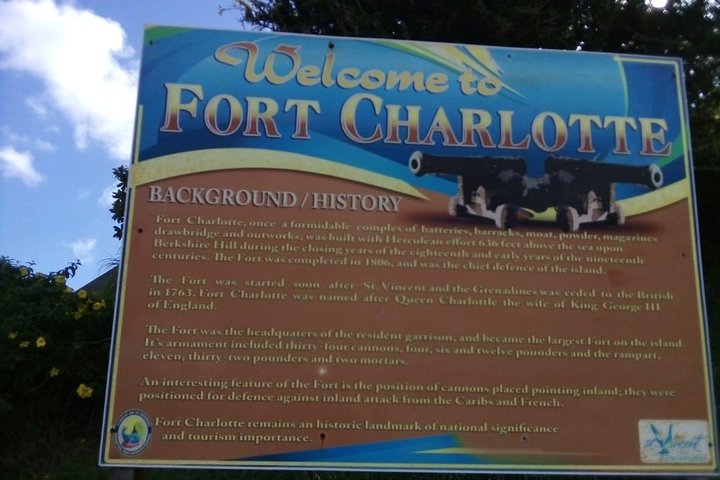 Welcome to
FORT CHARLOTTE
BACKGROUND / HISTORY
Fort Charlotte, once a formidable complex of batteries, barracks, moat, powder, magazines
drawbridge and outworks, was built with Herculean effort 636 feet above the sea upon
Berkshire Hill during the closing years of the eighteenth and early years of the nineteenth
centuries. The Fort was completed in 1806, and was the chief defence of the island.
The Fort was started soon after St. Vincent and the Grenadines was ceded to the British
in 1763. Fort Charlotte was named after Queen Charlottle the wife of King George III
of England.
The Fort was the headquaters of the resident garrison, and became the largest Fort on the island.
It's armament included thirty-four cannons, four, six and twelve pounders and the rampart,
eleven, thirty-two pounders and two mortars.
An interesting feature of the Fort is the position of cannons placed pointing inland; they were
positioned for defence against inland attack from the Caribs and French.
Fort Charlotte remains an historic landmark of national significance
and tourism importance.
St Vincent